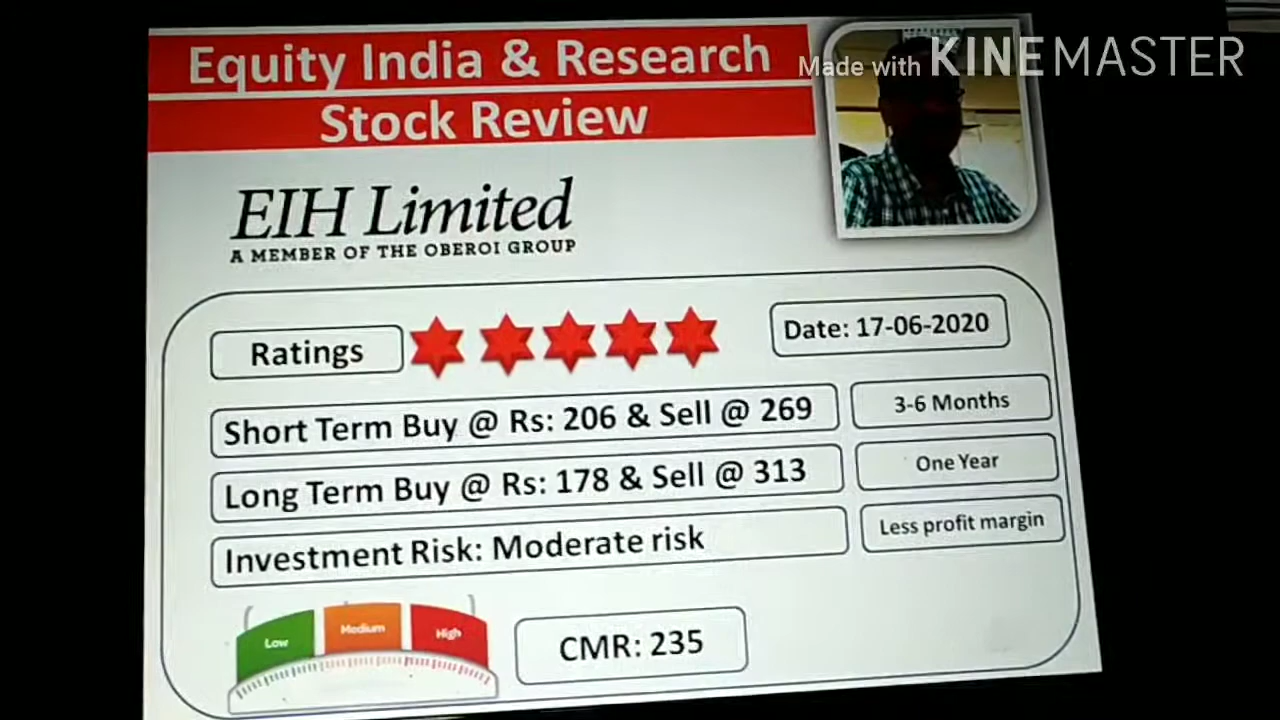 Equity India & Research
Made with KINEMASTER
Stock Review
EIH Limited
A MEMBER OF THE OBEROI GROUP
Ratings
Date: 17-06-2020
Short Term Buy @ Rs: 206 & Sell @ 269
3-6 Months
Long Term Buy @ Rs: 178 & Sell @ 313
One Year
Investment Risk: Moderate risk
Less profit margin
Low
Medium
High
CMR: 235